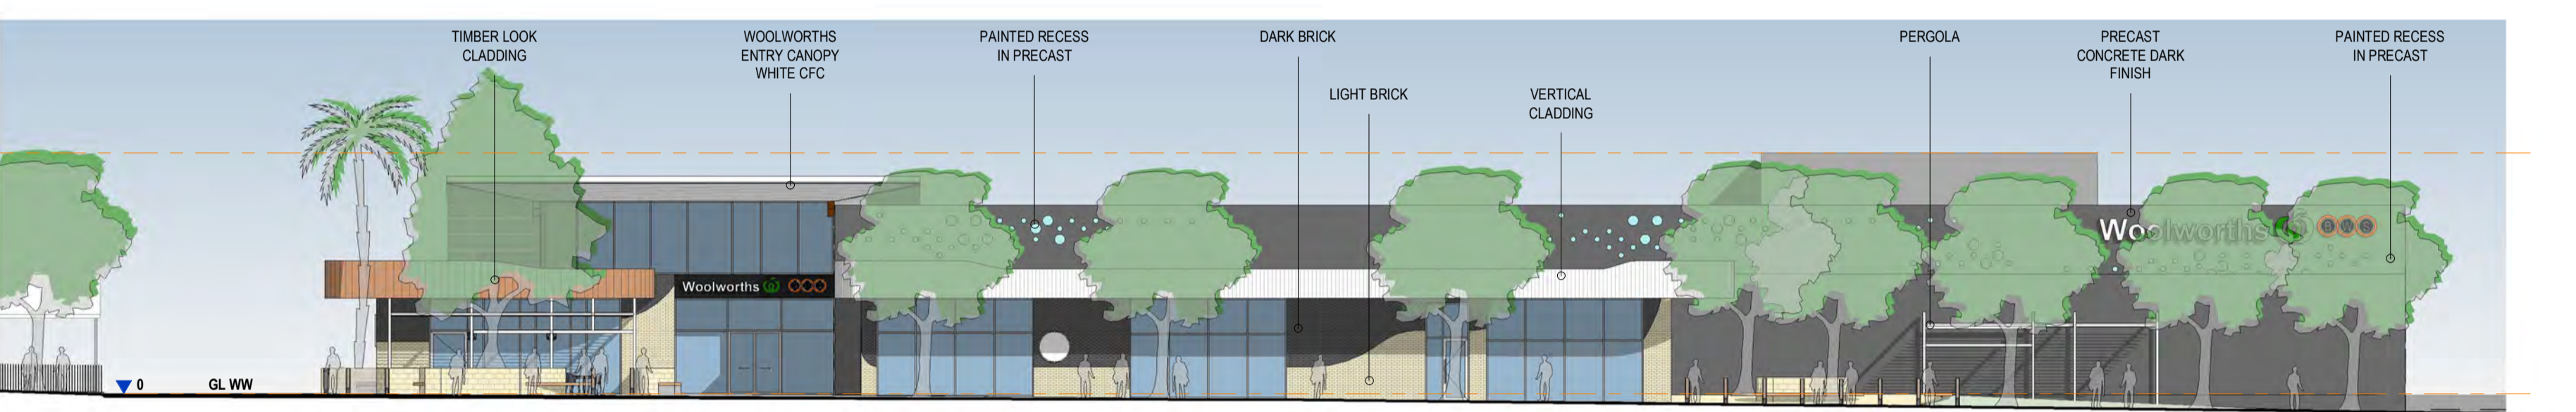 TIMBER LOOK
CLADDING
WOOLWORTHS
ENTRY CANOPY
WHITE CFC
PAINTED RECESS
IN PRECAST
DARK BRICK
LIGHT BRICK
VERTICAL
CLADDING
PERGOLA
PRECAST
CONCRETE DARK
FINISH
PAINTED RECESS
IN PRECAST
Woolworths
BWS
Woolworths
0 GL WW